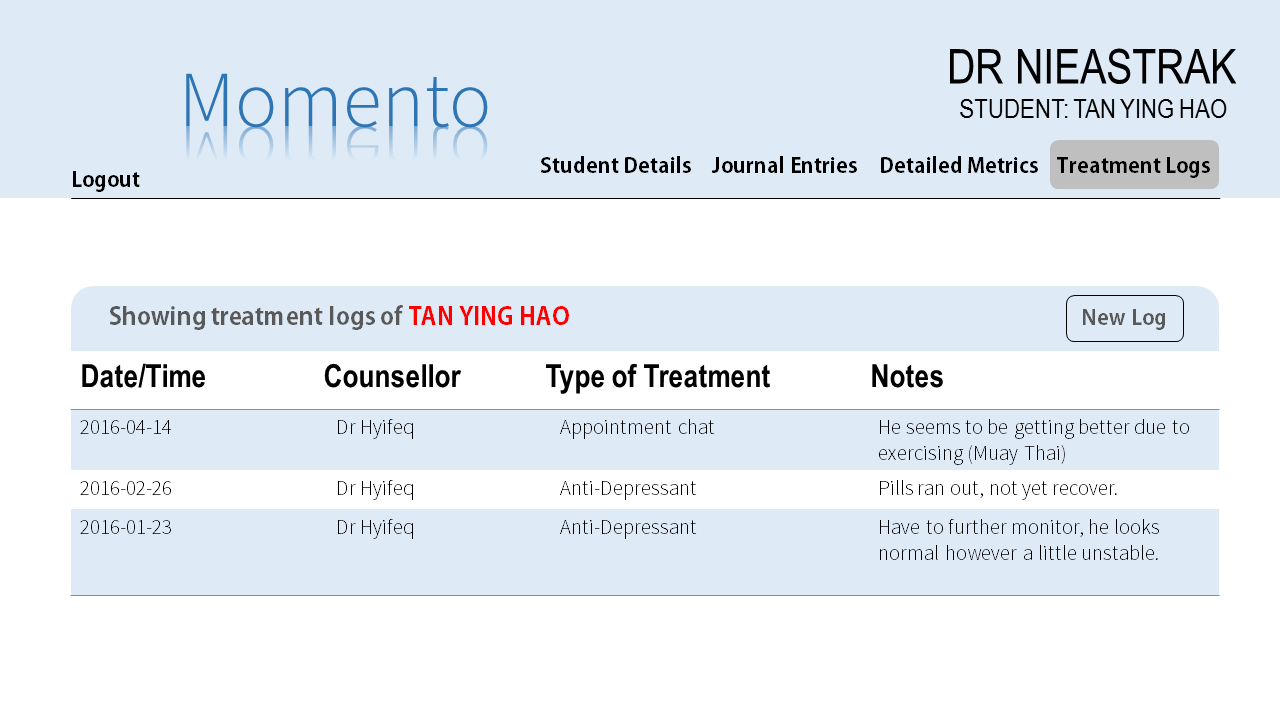 Momento
DR NIEASTRAK
STUDENT: TAN YING HAO
Logout
Student Details
Journal Entries
Detailed Metrics
Treatment Logs
Showing treatment logs of TAN YING HAO
New Log
Date/Time
Counsellor
Type of Treatment
Notes
2016-04-14
Dr Hyifeq
Appointment chat
He seems to be getting better due to
exercising (Muay Thai)
2016-02-26
Dr Hyifeq
Anti-Depressant
Pills ran out, not yet recover.
2016-01-23
Dr Hyifeq
Anti-Depressant
Have to further monitor, he looks
normal however a little unstable.